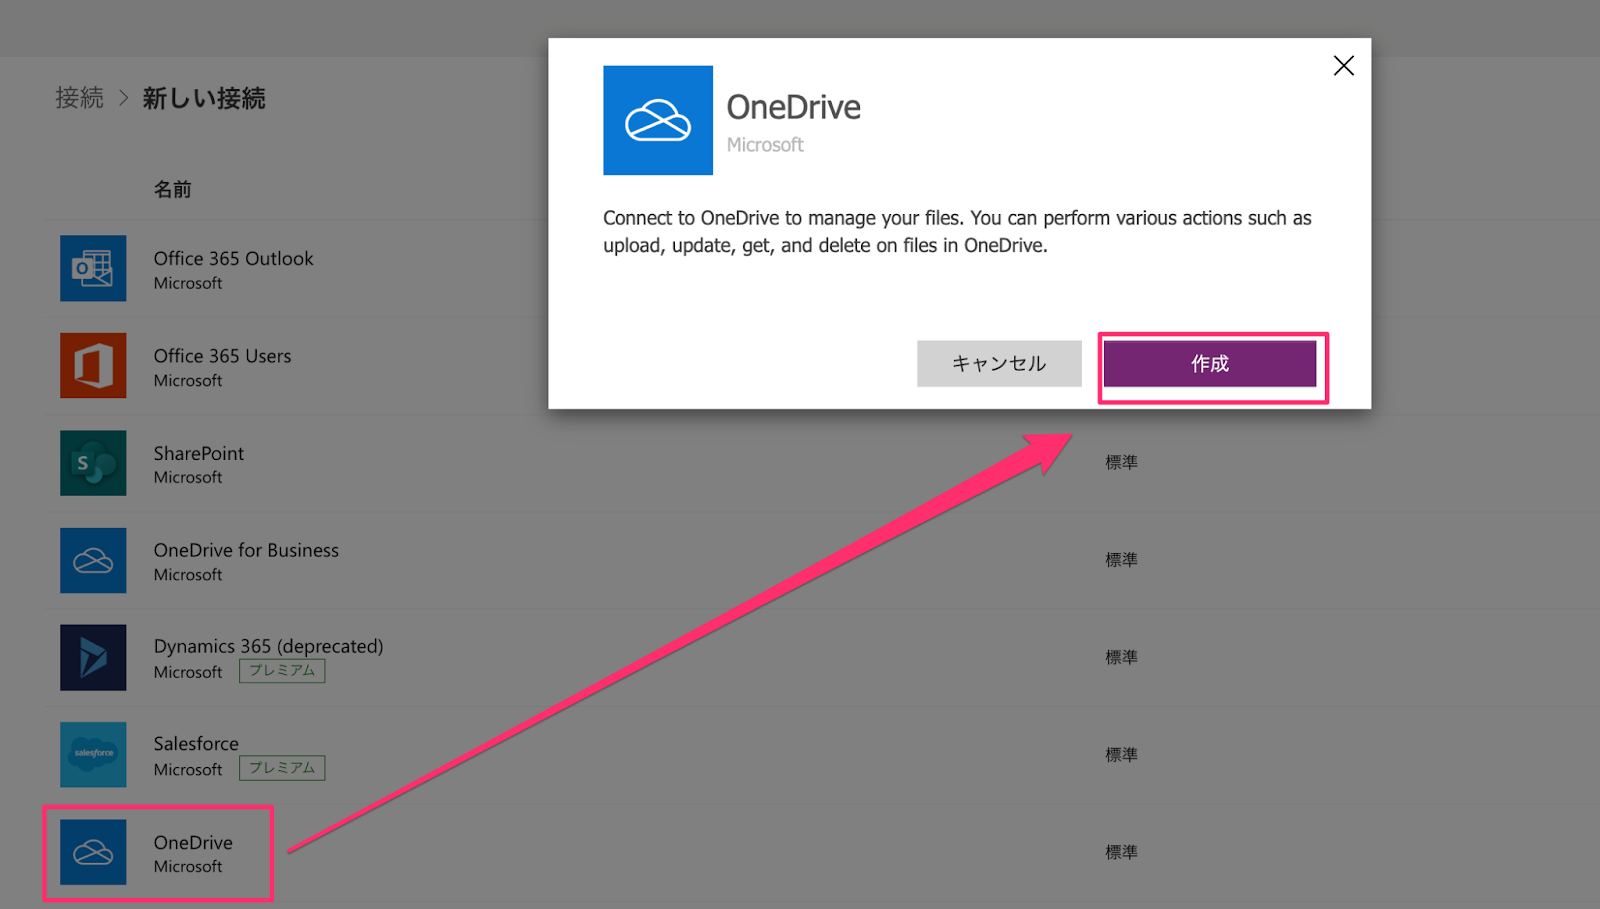 接続 > 新しい接続
名前
Office 365 Outlook
Microsoft
Office 365 Users
Microsoft
SharePoint
Microsoft
標準
OneDrive for Business
Microsoft
標準
Dynamics 365 (deprecated)
Microsoft プレミアム
標準
salesforce
Salesforce
Microsoft プレミアム
標準
OneDrive
Microsoft
標準
OneDrive
Microsoft
Connect to OneDrive to manage your files. You can perform various actions such as
upload, update, get, and delete on files in OneDrive.
キャンセル
作成